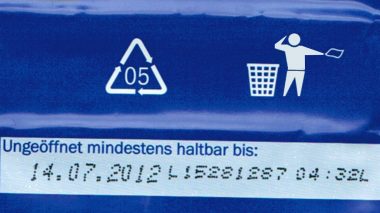 05
Ungeöffnet mindestens haltbar bis:
14.07.2012 L15281287 04:32L